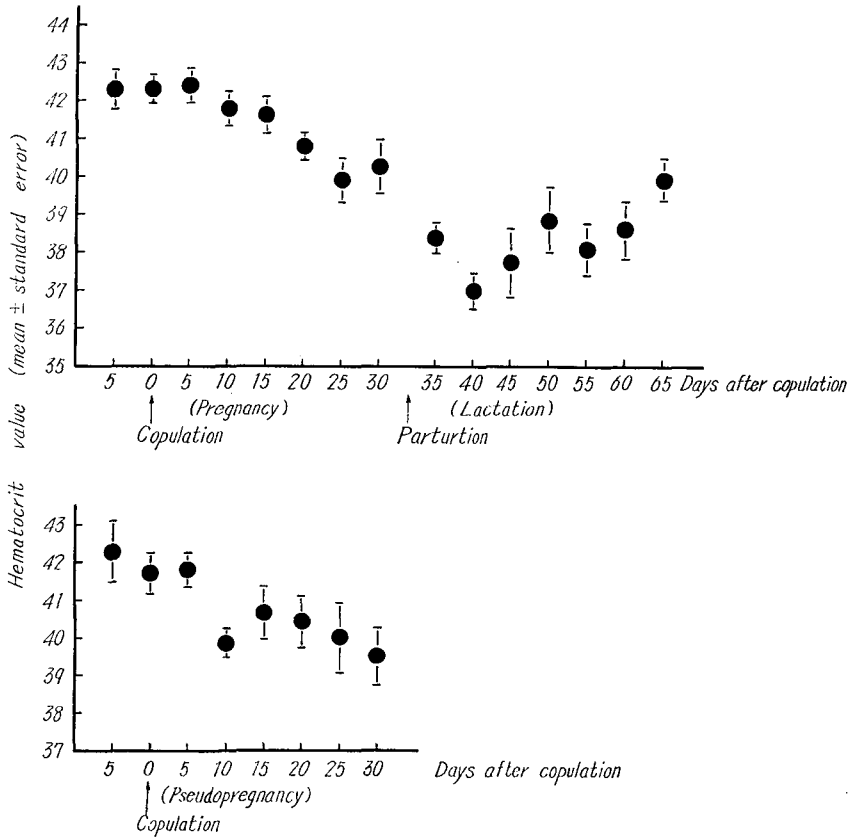 Hematocrit value (mean ± standard error)
44
43
42
41
40
39
38
37
36
35
5 0 5 10 15 20 25 30 35 40 45 50 55 60 65 Days after copulation
(Pregnancy) (Lactation)
Copulation Parturtion
43
42
41
40
39
38
37
5 0 5 10 15 20 25 30 Days after copulation
(Pseudopregnancy)
Copulation